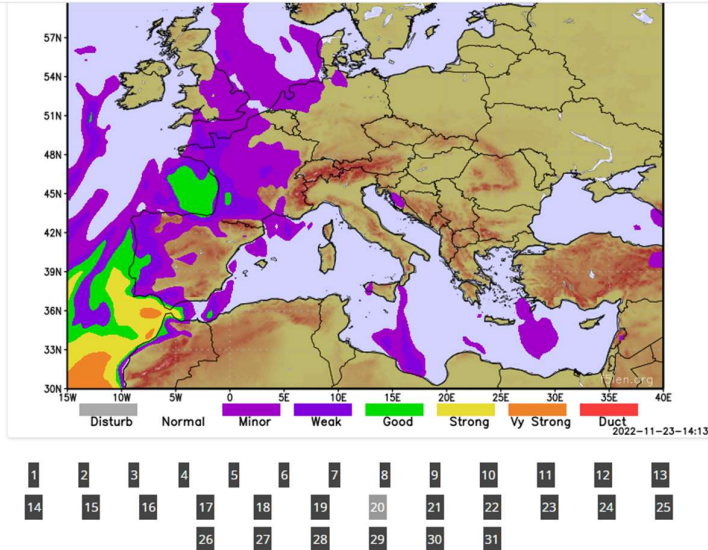 57N
54N
51N
48N
45N
42N
39N
36N
33N
30N
15W 10W 5W 0 5E 10E 15E 20E 25E 30E 35E 40E
Disturb Normal Minor Weak Good Strong Vy Strong Duct
2022-11-23-14:13
1 2 3 4 5 6 7 8 9 10 11 12 13
14 15 16 17 18 19 20 21 22 23 24 25
26 27 28 29 30 31